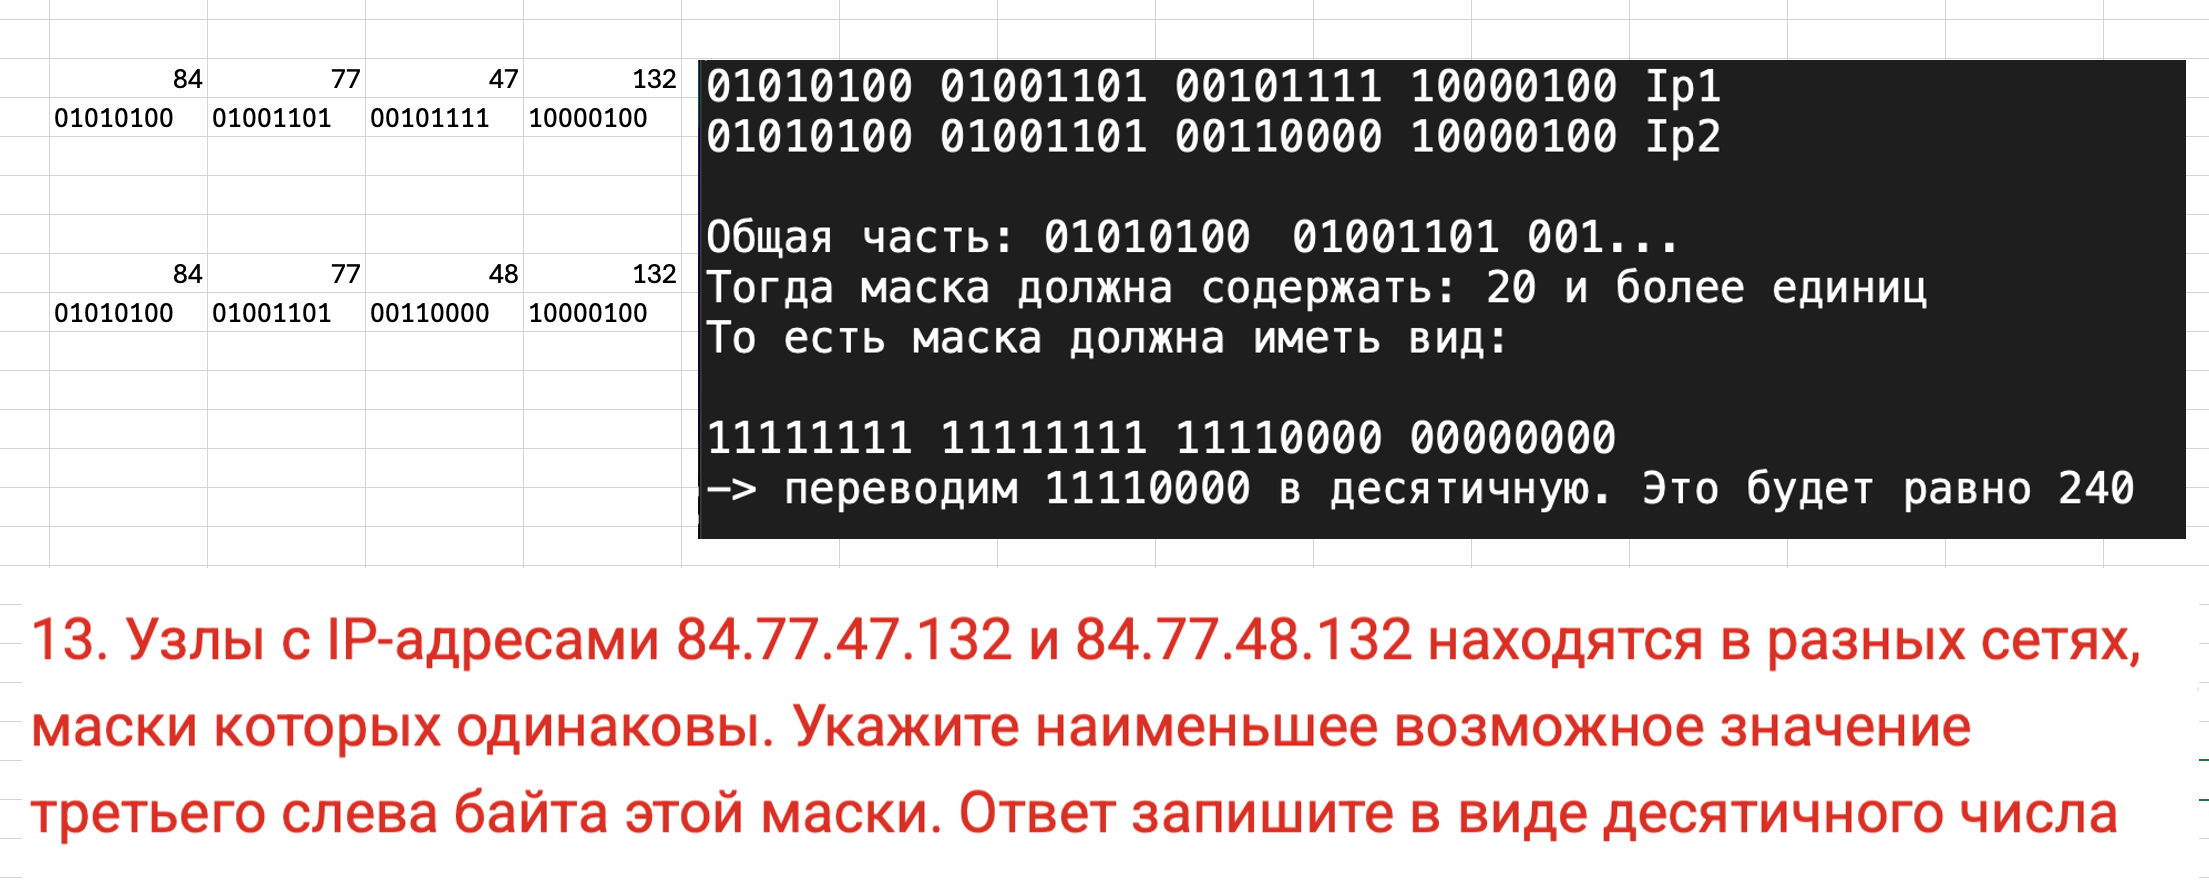 84 77 47 132
01010100 01001101 00101111 10000100
84 77 48 132
01010100 01001101 00110000 10000100
01010100 01001101 00101111 10000100 Ip1
01010100 01001101 00110000 10000100 Ip2
Общая часть: 01010100 01001101 001...
Тогда маска должна содержать: 20 и более единиц
То есть маска должна иметь вид:
11111111 11111111 11110000 00000000
—> переводим 11110000 в десятичную. Это будет равно 240
13. Узлы с IP-адресами 84.77.47.132 и 84.77.48.132 находятся в разных сетях,
маски которых одинаковы. Укажите наименьшее возможное значение
третьего слева байта этой маски. Ответ запишите в виде десятичного числа